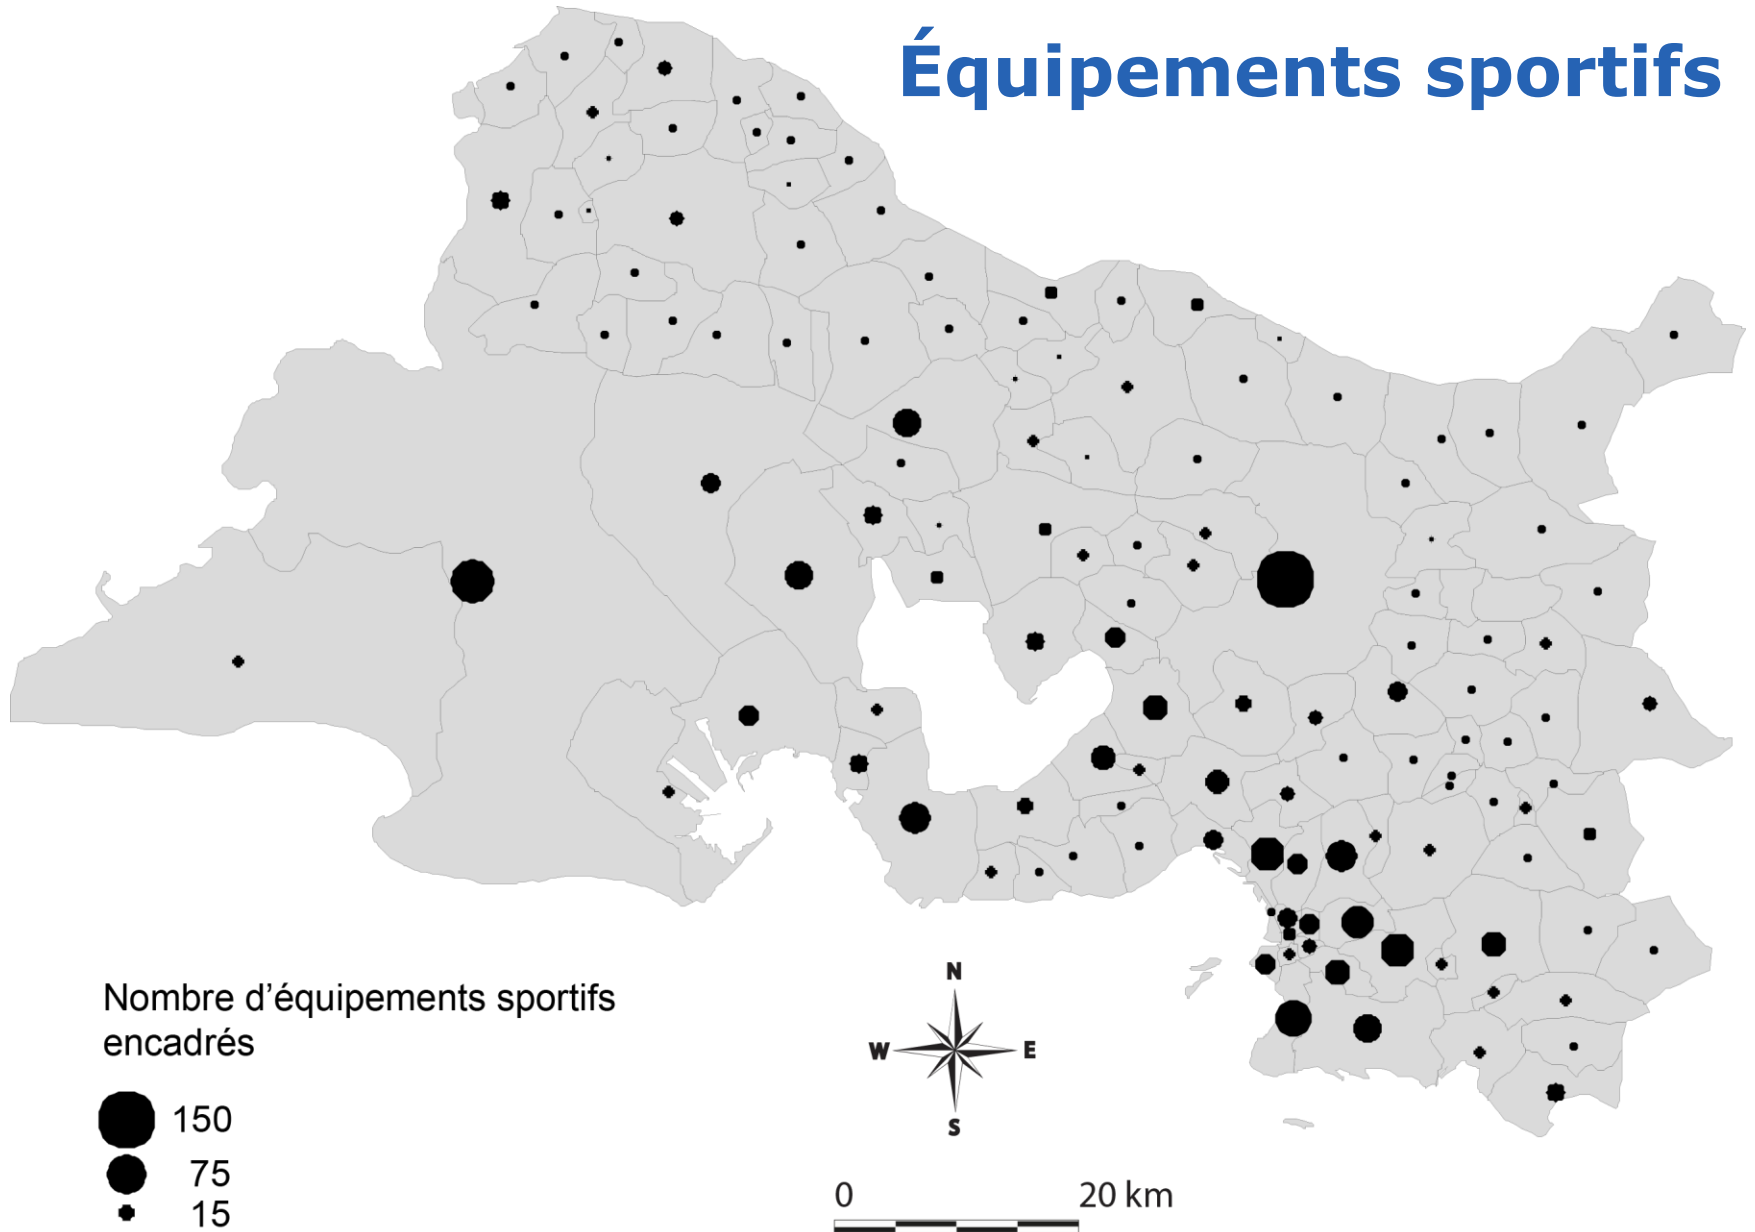 Équipements sportifs
Nombre d’équipements sportifs
encadrés
150
75
15
N
W E
S
0 20 km